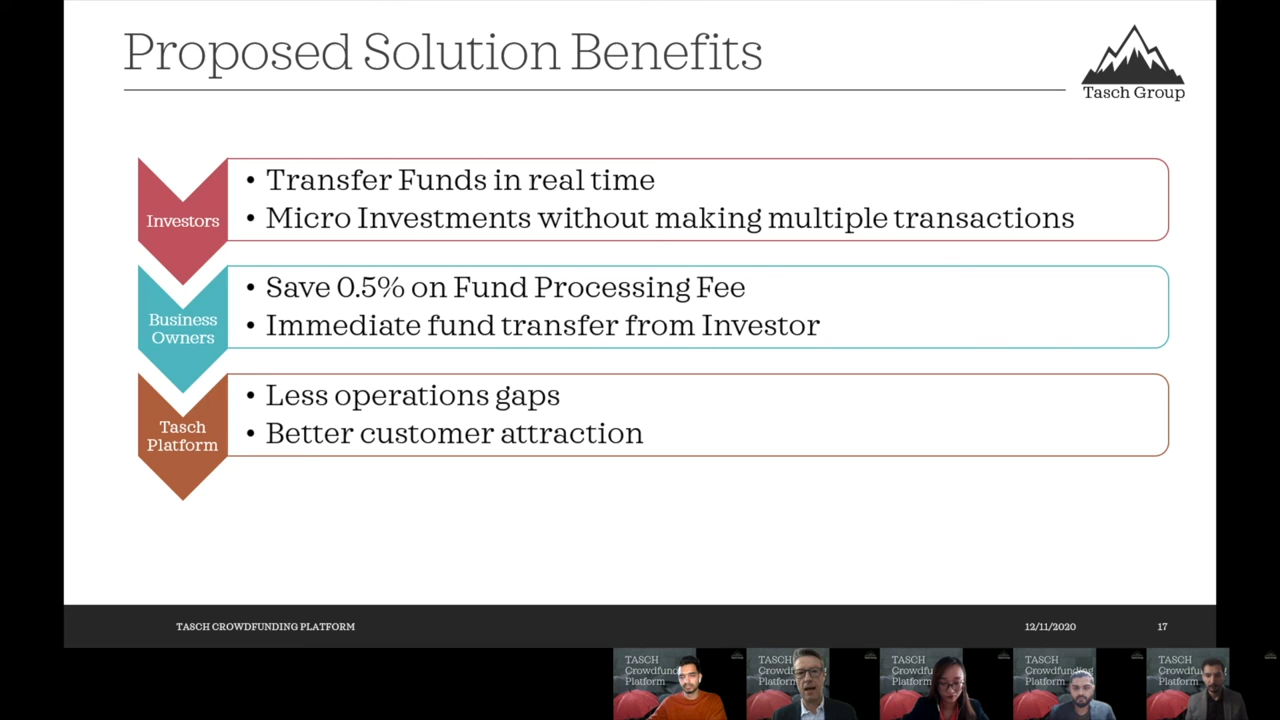 Proposed Solution Benefits
Tasch Group
Investors
• Transfer Funds in real time
• Micro Investments without making multiple transactions
Business
Owners
• Save 0.5% on Fund Processing Fee
• Immediate fund transfer from Investor
Tasch
Platform
• Less operations gaps
• Better customer attraction
TASCH CROWDFUNDING PLATFORM
12/11/2020
17
TASCH
Crowdfunding
Platform
TASCH
Crowdfunding
Platform
TASCH
Crowdfu
Platform
TASCH
Crowdfunding
Platform
TASCH
Crowdfunding
Platform